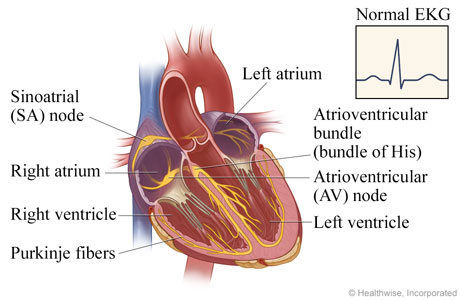 Normal EKG
Left atrium
Sinoatrial
(SA) node
Atrioventricular
bundle
(bundle of His)
Right atrium
Atrioventricular
(AV) node
Right ventricle
Left ventricle
Purkinje fibers
© Healthwise, Incorporated